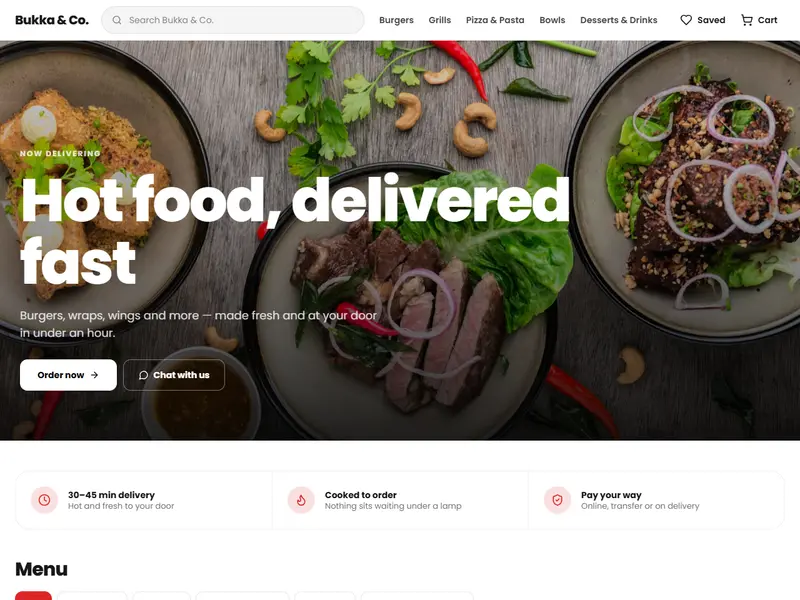 Bukka & Co.
Search Bukka & Co.
Burgers
Grills
Pizza & Pasta
Bowls
Desserts & Drinks
Saved
Cart
NOW DELIVERING
Hot food, delivered
fast
Burgers, wraps, wings and more — made fresh and at your door
in under an hour.
Order now
Chat with us
30–45 min delivery
Hot and fresh to your door
Cooked to order
Nothing sits waiting under a lamp
Pay your way
Online, transfer or on delivery
Menu